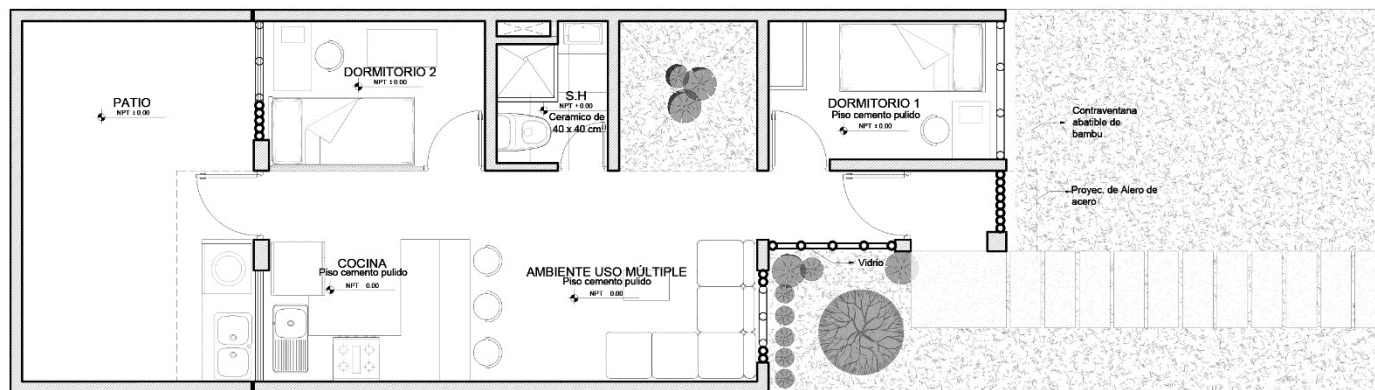 PATIO
NPT ± 0.00
DORMITORIO 2
NPT ± 0.00
S.H
NPT + 0.00
Ceramico de
40 x 40 cm
DORMITORIO 1
Piso cemento pulido
NPT ± 0.00
Contraventana
abatible de
bambu
Proyec. de Alero de
acero
COCINA
Piso cemento pulido
NPT 0.00
AMBIENTE USO MÚLTIPLE
Piso cemento pulido
NPT 0.00
Vidrio